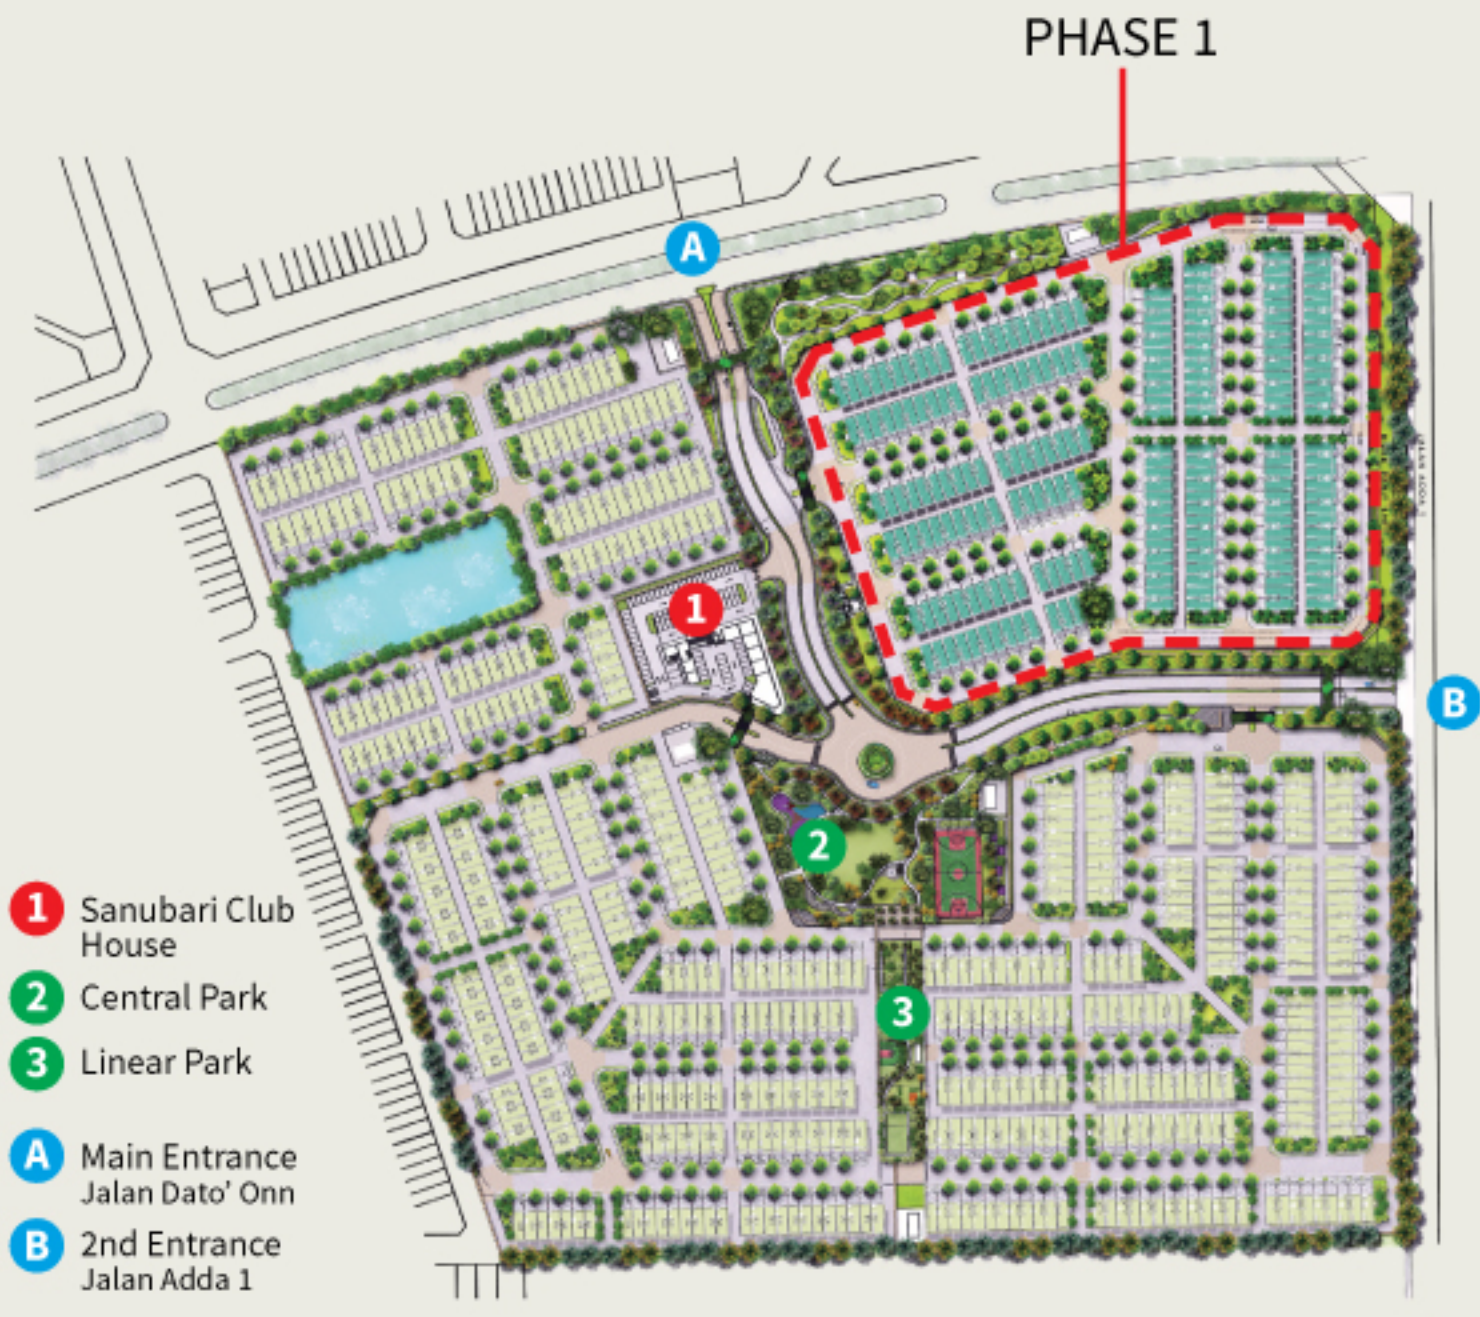 PHASE 1
A
1
B
2
3
1 Sanubari Club
House
2 Central Park
3 Linear Park
A Main Entrance
Jalan Dato' Onn
B 2nd Entrance
Jalan Adda 1